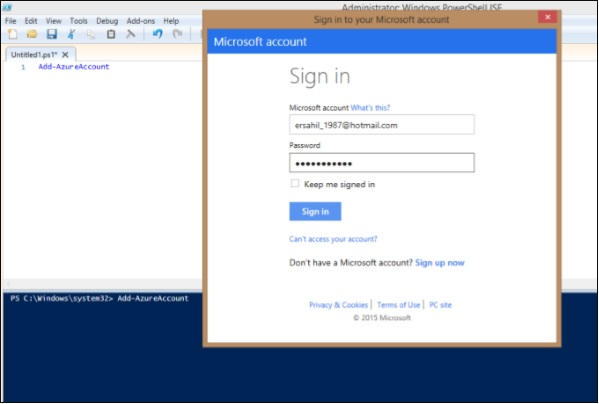 Administrator: Windows PowerShell ISE
File Edit View Tools Debug Add-ons Help
Untitled1.ps1* X
1 Add-AzureAccount
PS C:\Windows\system32> Add-AzureAccount
Sign in to your Microsoft account
Microsoft account
Sign in
Microsoft account What's this?
ersahil_1987@hotmail.com
Password
•••••••••••
Keep me signed in
Sign in
Can't access your account?
Don't have a Microsoft account? Sign up now
Privacy & Cookies | Terms of Use | PC site
© 2015 Microsoft